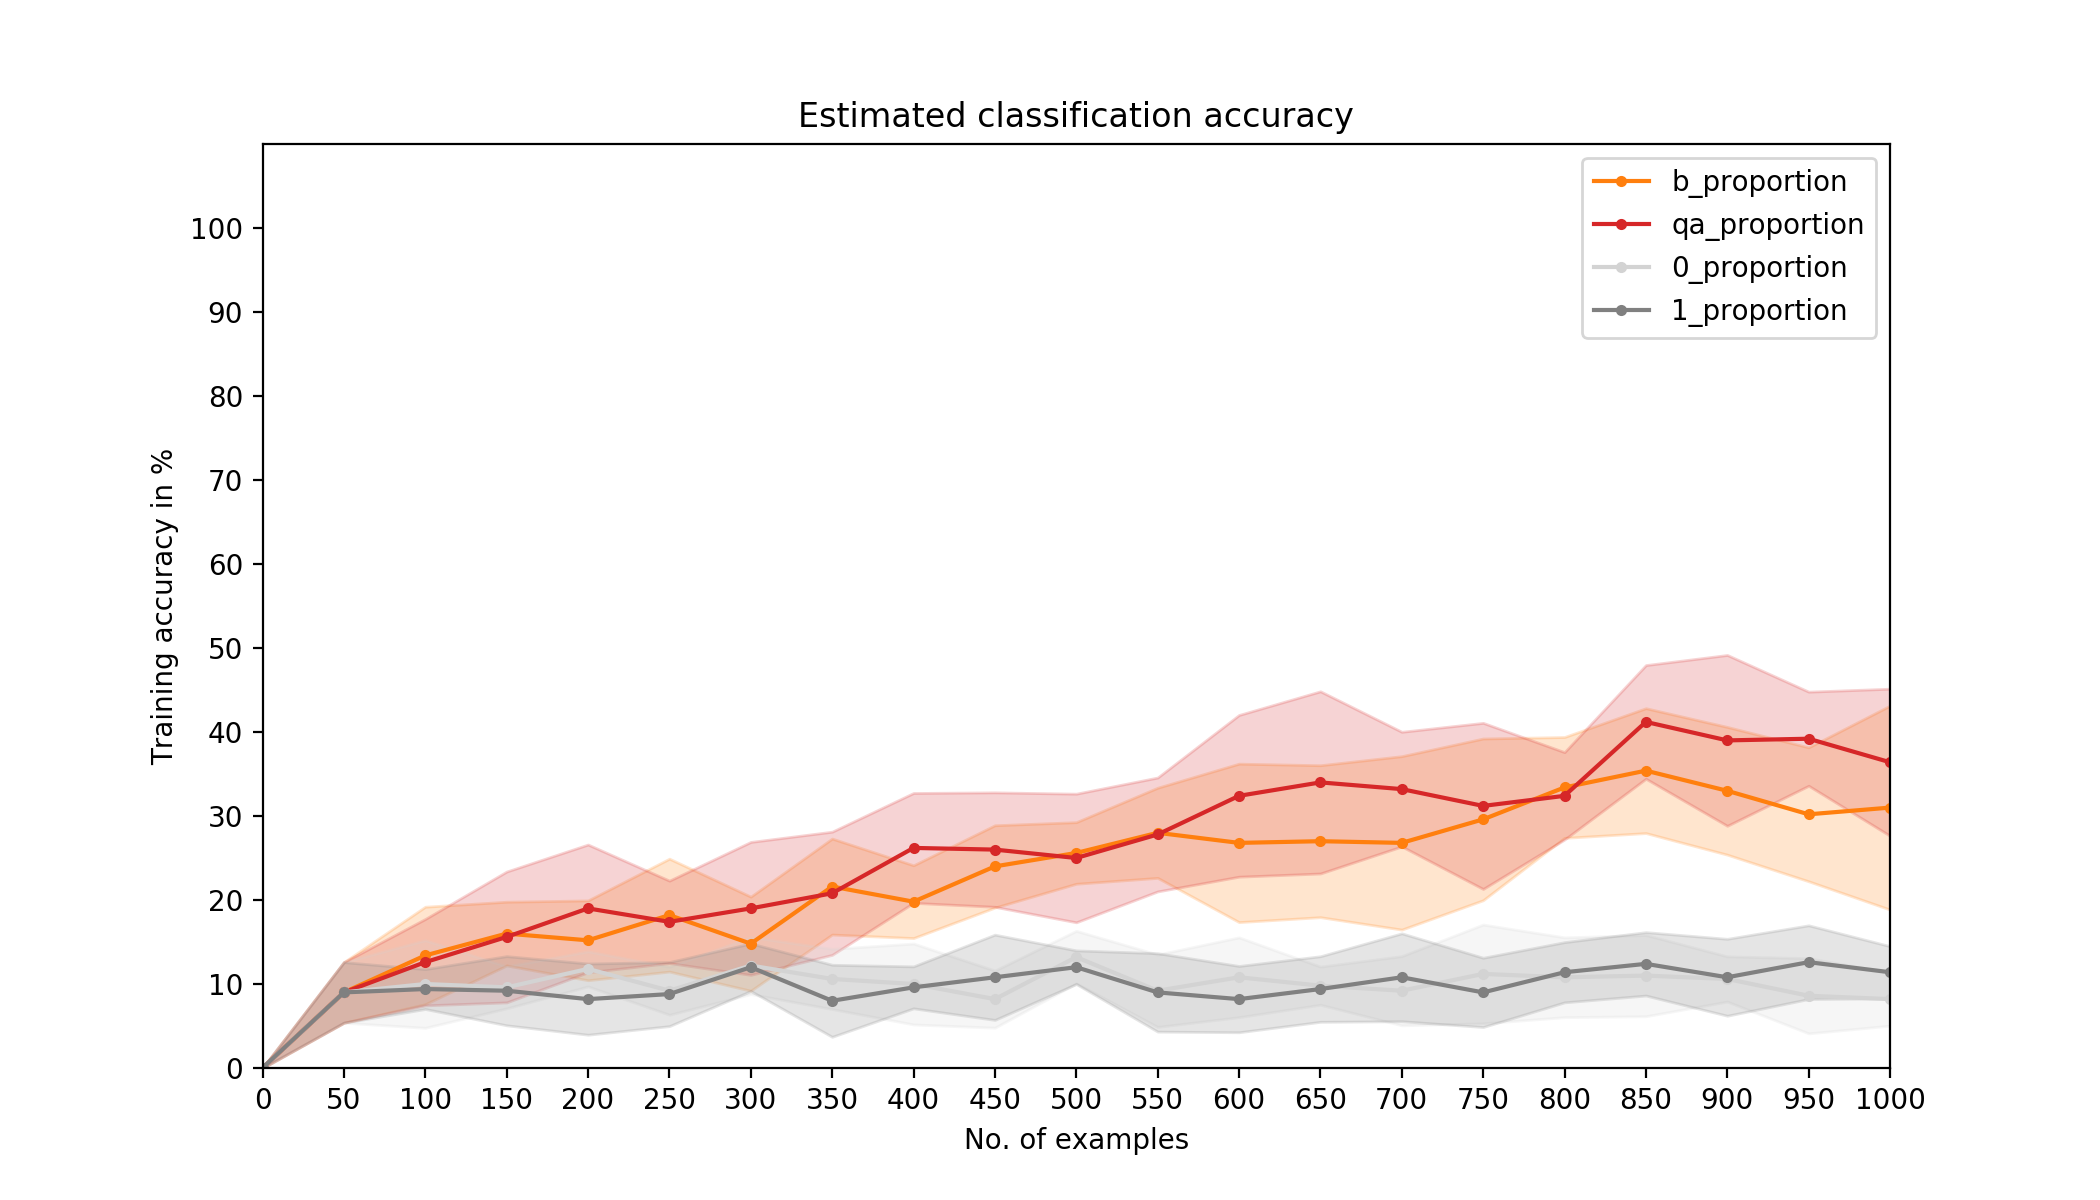 Estimated classification accuracy
b_proportion
qa_proportion
0_proportion
1_proportion
Training accuracy in %
100
90
80
70
60
50
40
30
20
10
0
0 50 100 150 200 250 300 350 400 450 500 550 600 650 700 750 800 850 900 950 1000
No. of examples